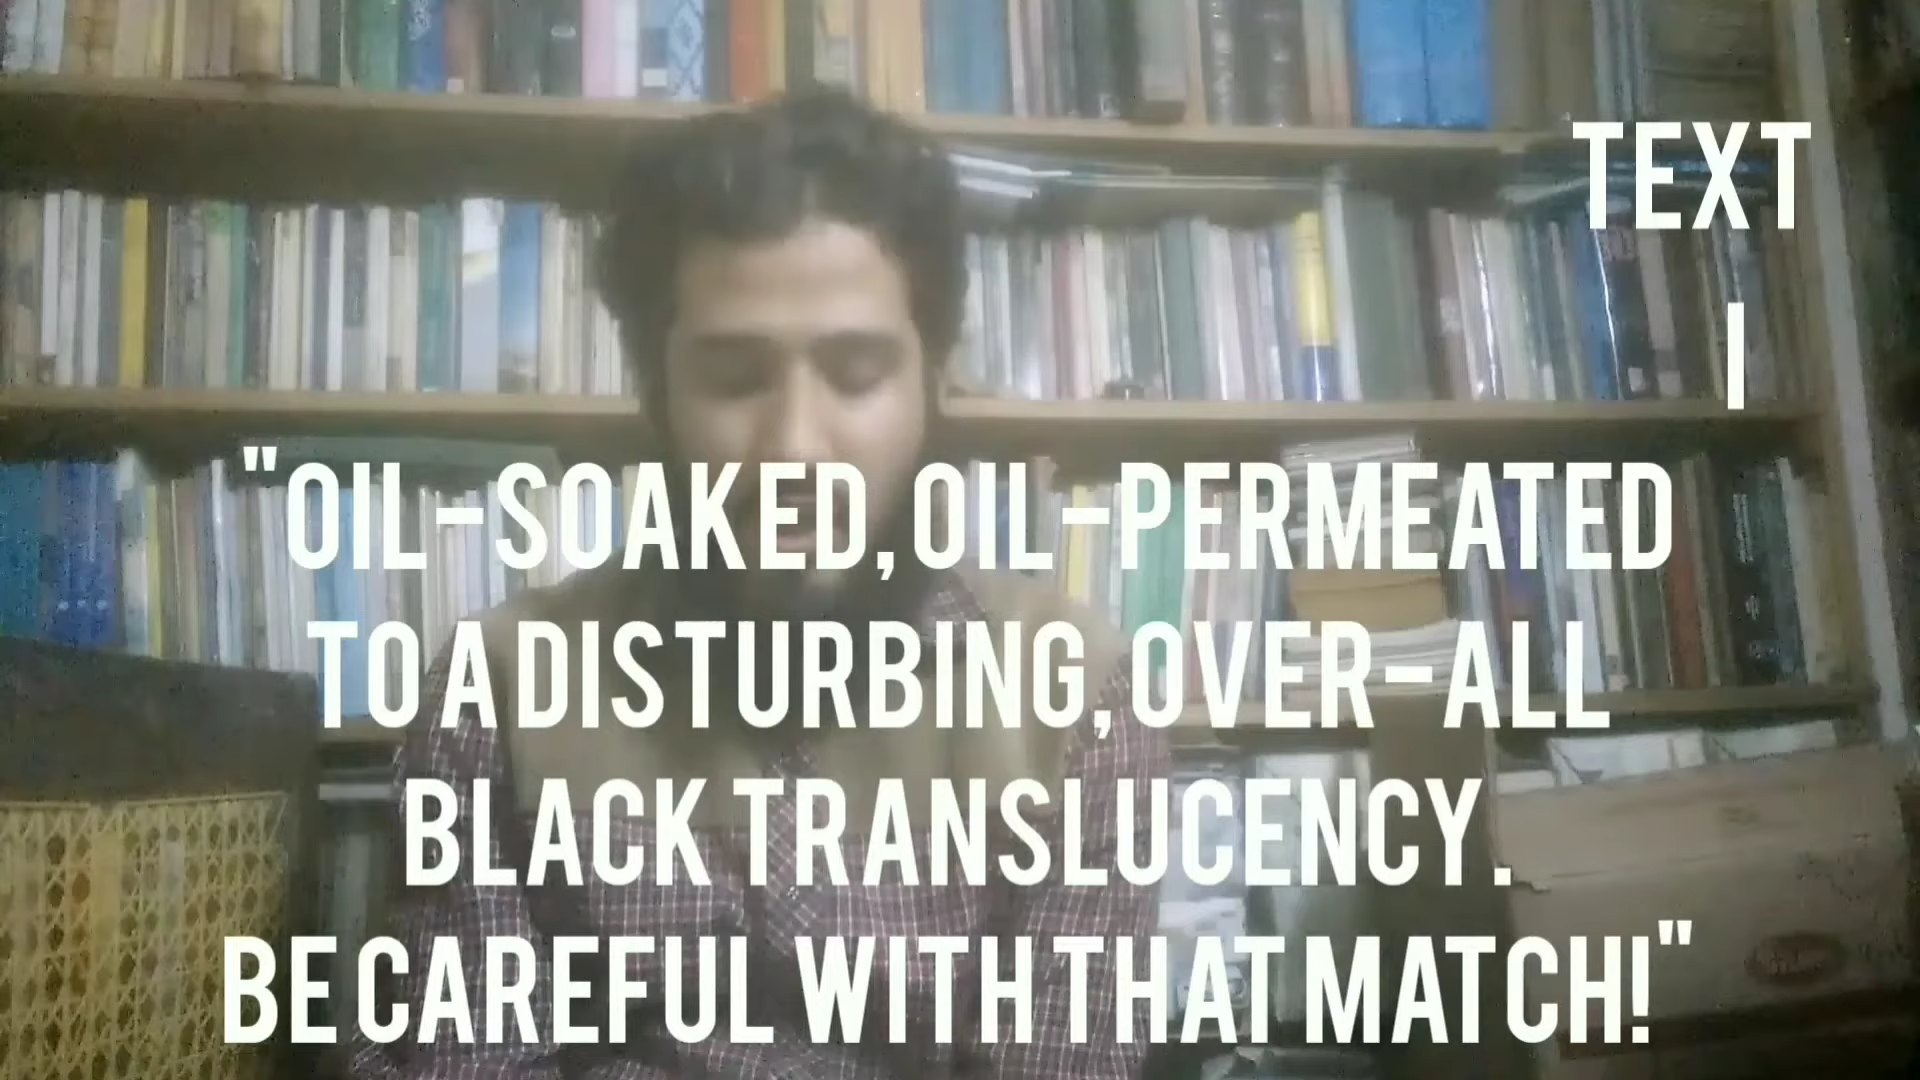 TEXT
I
"OIL-SOAKED, OIL-PERMEATED
TO A DISTURBING, OVER-ALL
BLACK TRANSLUCENCY.
BE CAREFUL WITH THAT MATCH!"